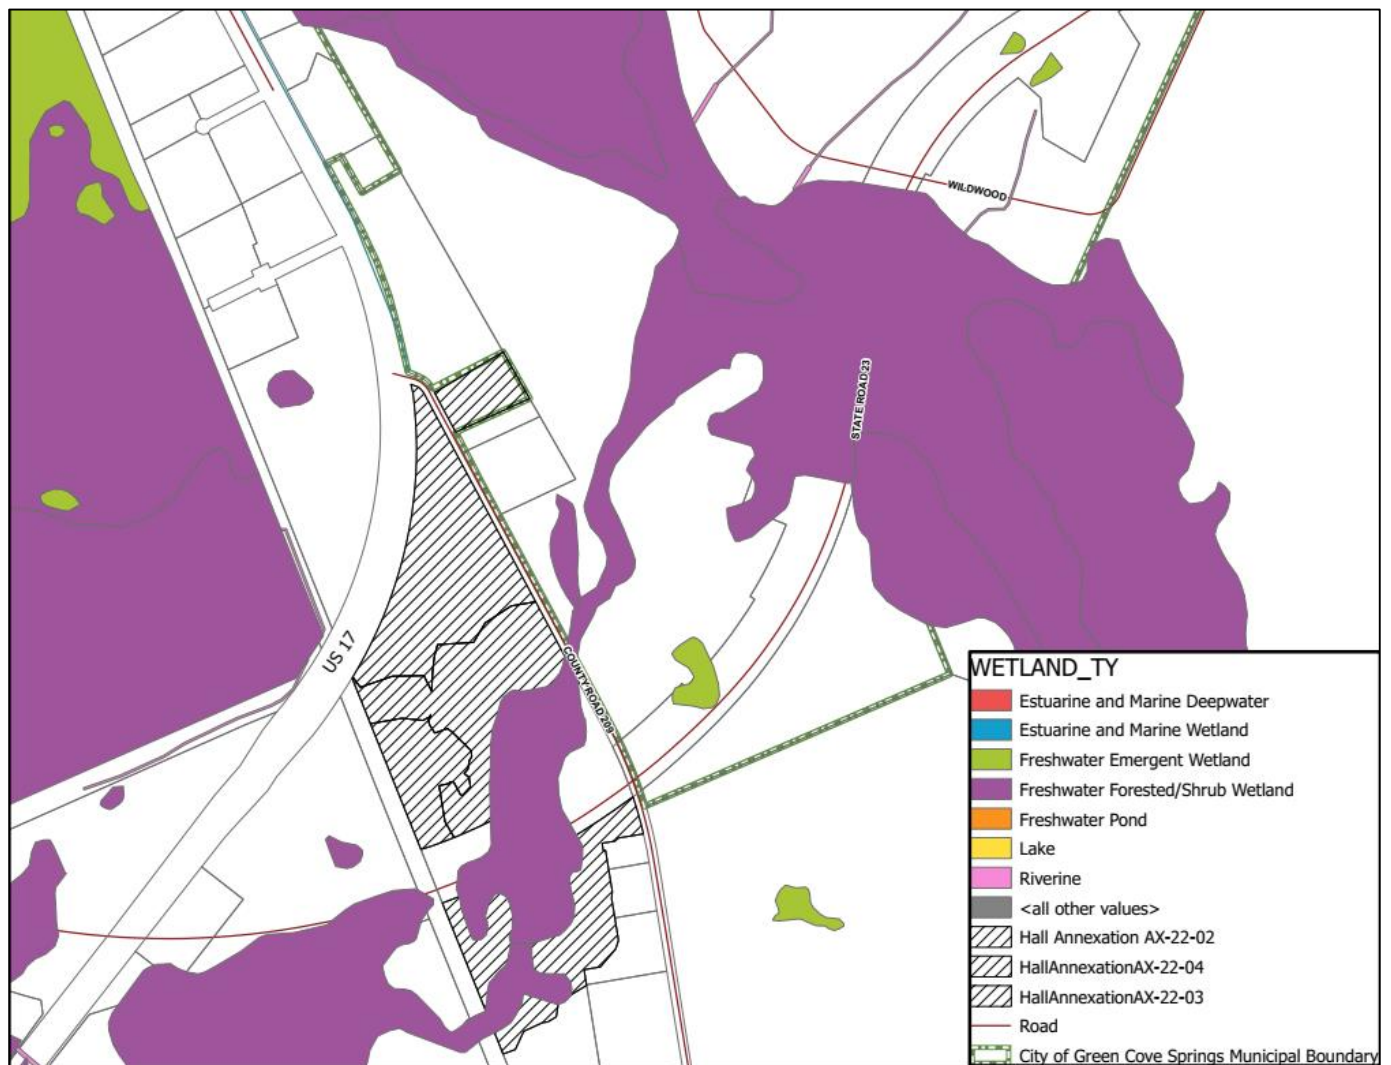 WILDWOOD
STATE ROAD 23
US 17
COUNTY ROAD 209
WETLAND_TY
Estuarine and Marine Deepwater
Estuarine and Marine Wetland
Freshwater Emergent Wetland
Freshwater Forested/Shrub Wetland
Freshwater Pond
Lake
Riverine
<all other values>
Hall Annexation AX-22-02
HallAnnexationAX-22-04
HallAnnexationAX-22-03
Road
City of Green Cove Springs Municipal Boundary